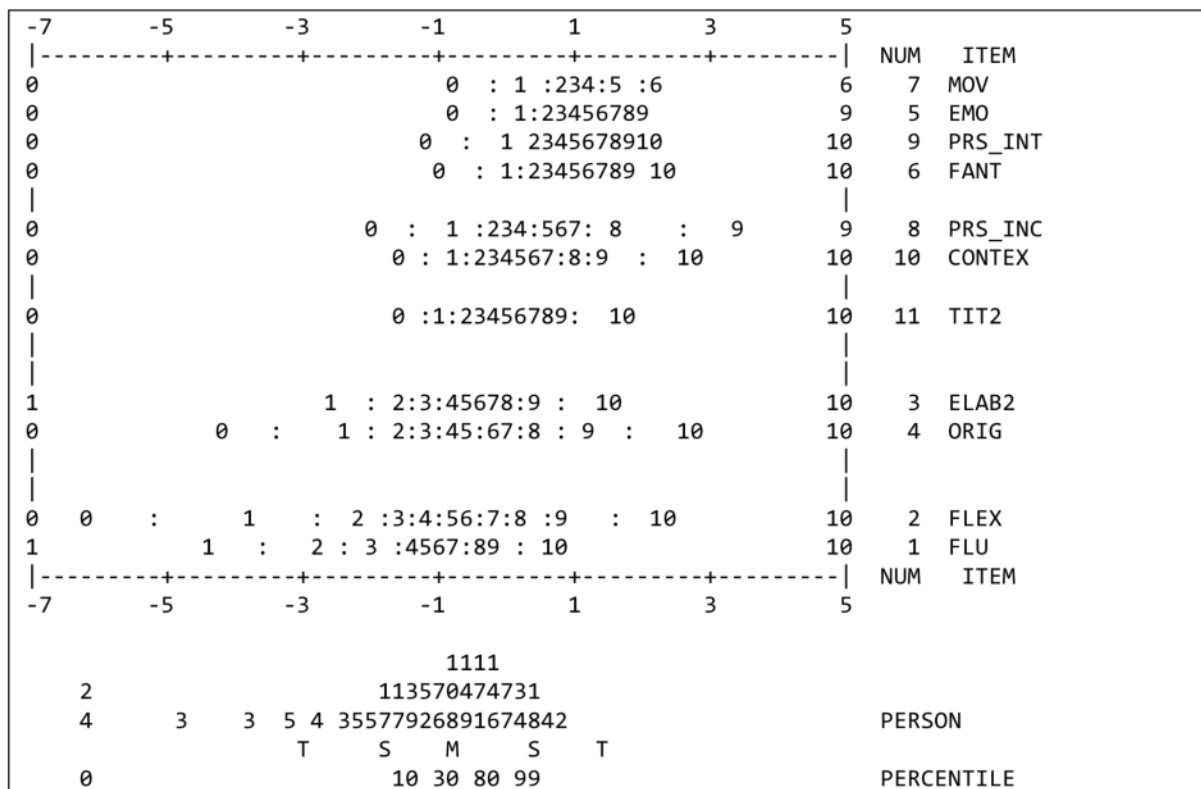 -7        -5        -3        -1         1         3         5
|---------+---------+---------+---------+---------+---------|  NUM   ITEM
0                              0  : 1 :234:5 :6             6    7  MOV
0                              0  : 1:23456789              9    5  EMO
0                            0  :  1 2345678910            10    9  PRS_INT
0                             0  : 1:23456789 10           10    6  FANT
|                                                           |
0                        0  :  1 :234:567: 8    :   9       9    8  PRS_INC
0                          0 : 1:234567:8:9  :  10         10   10  CONTEX
|                                                           |
0                          0 :1:23456789:  10              10   11  TIT2
|                                                           |
|                                                           |
1                     1  : 2:3:45678:9 :  10               10    3  ELAB2
0             0   :    1 : 2:3:45:67:8 : 9  :   10         10    4  ORIG
|                                                           |
|                                                           |
0   0    :      1    :  2 :3:4:56:7:8 :9   :  10           10    2  FLEX
1            1   :   2 : 3 :4567:89 : 10                   10    1  FLU
|---------+---------+---------+---------+---------+---------|  NUM   ITEM
-7        -5        -3        -1         1         3         5
                               1111
    2                     113570474731
    4      3    3  5 4 35577926891674842                       PERSON
                    T     S    M     S    T
    0                      10 30 80 99                         PERCENTILE